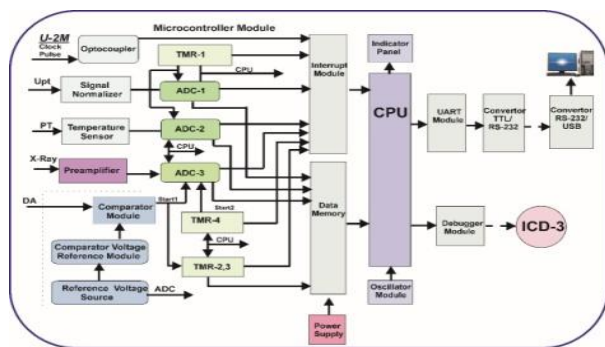 Microcontroller Module
U-2M
Clock
Pulse
Optocoupler
TMR-1
CPU
Upt
Signal
Normalizer
ADC-1
PT
Temperature
Sensor
ADC-2
CPU
X-Ray
Preamplifier
ADC-3
DA
Comparator
Module
Start1
Start2
TMR-4
CPU
TMR-2,3
Comparator Voltage
Reference Module
Reference Voltage
Source
ADC
Interrupt
Module
Data
Memory
Power
Supply
Indicator
Panel
CPU
Oscillator
Module
UART
Module
Convertor
TTL/
RS-232
Convertor
RS-232/
USB
Debugger
Module
ICD-3